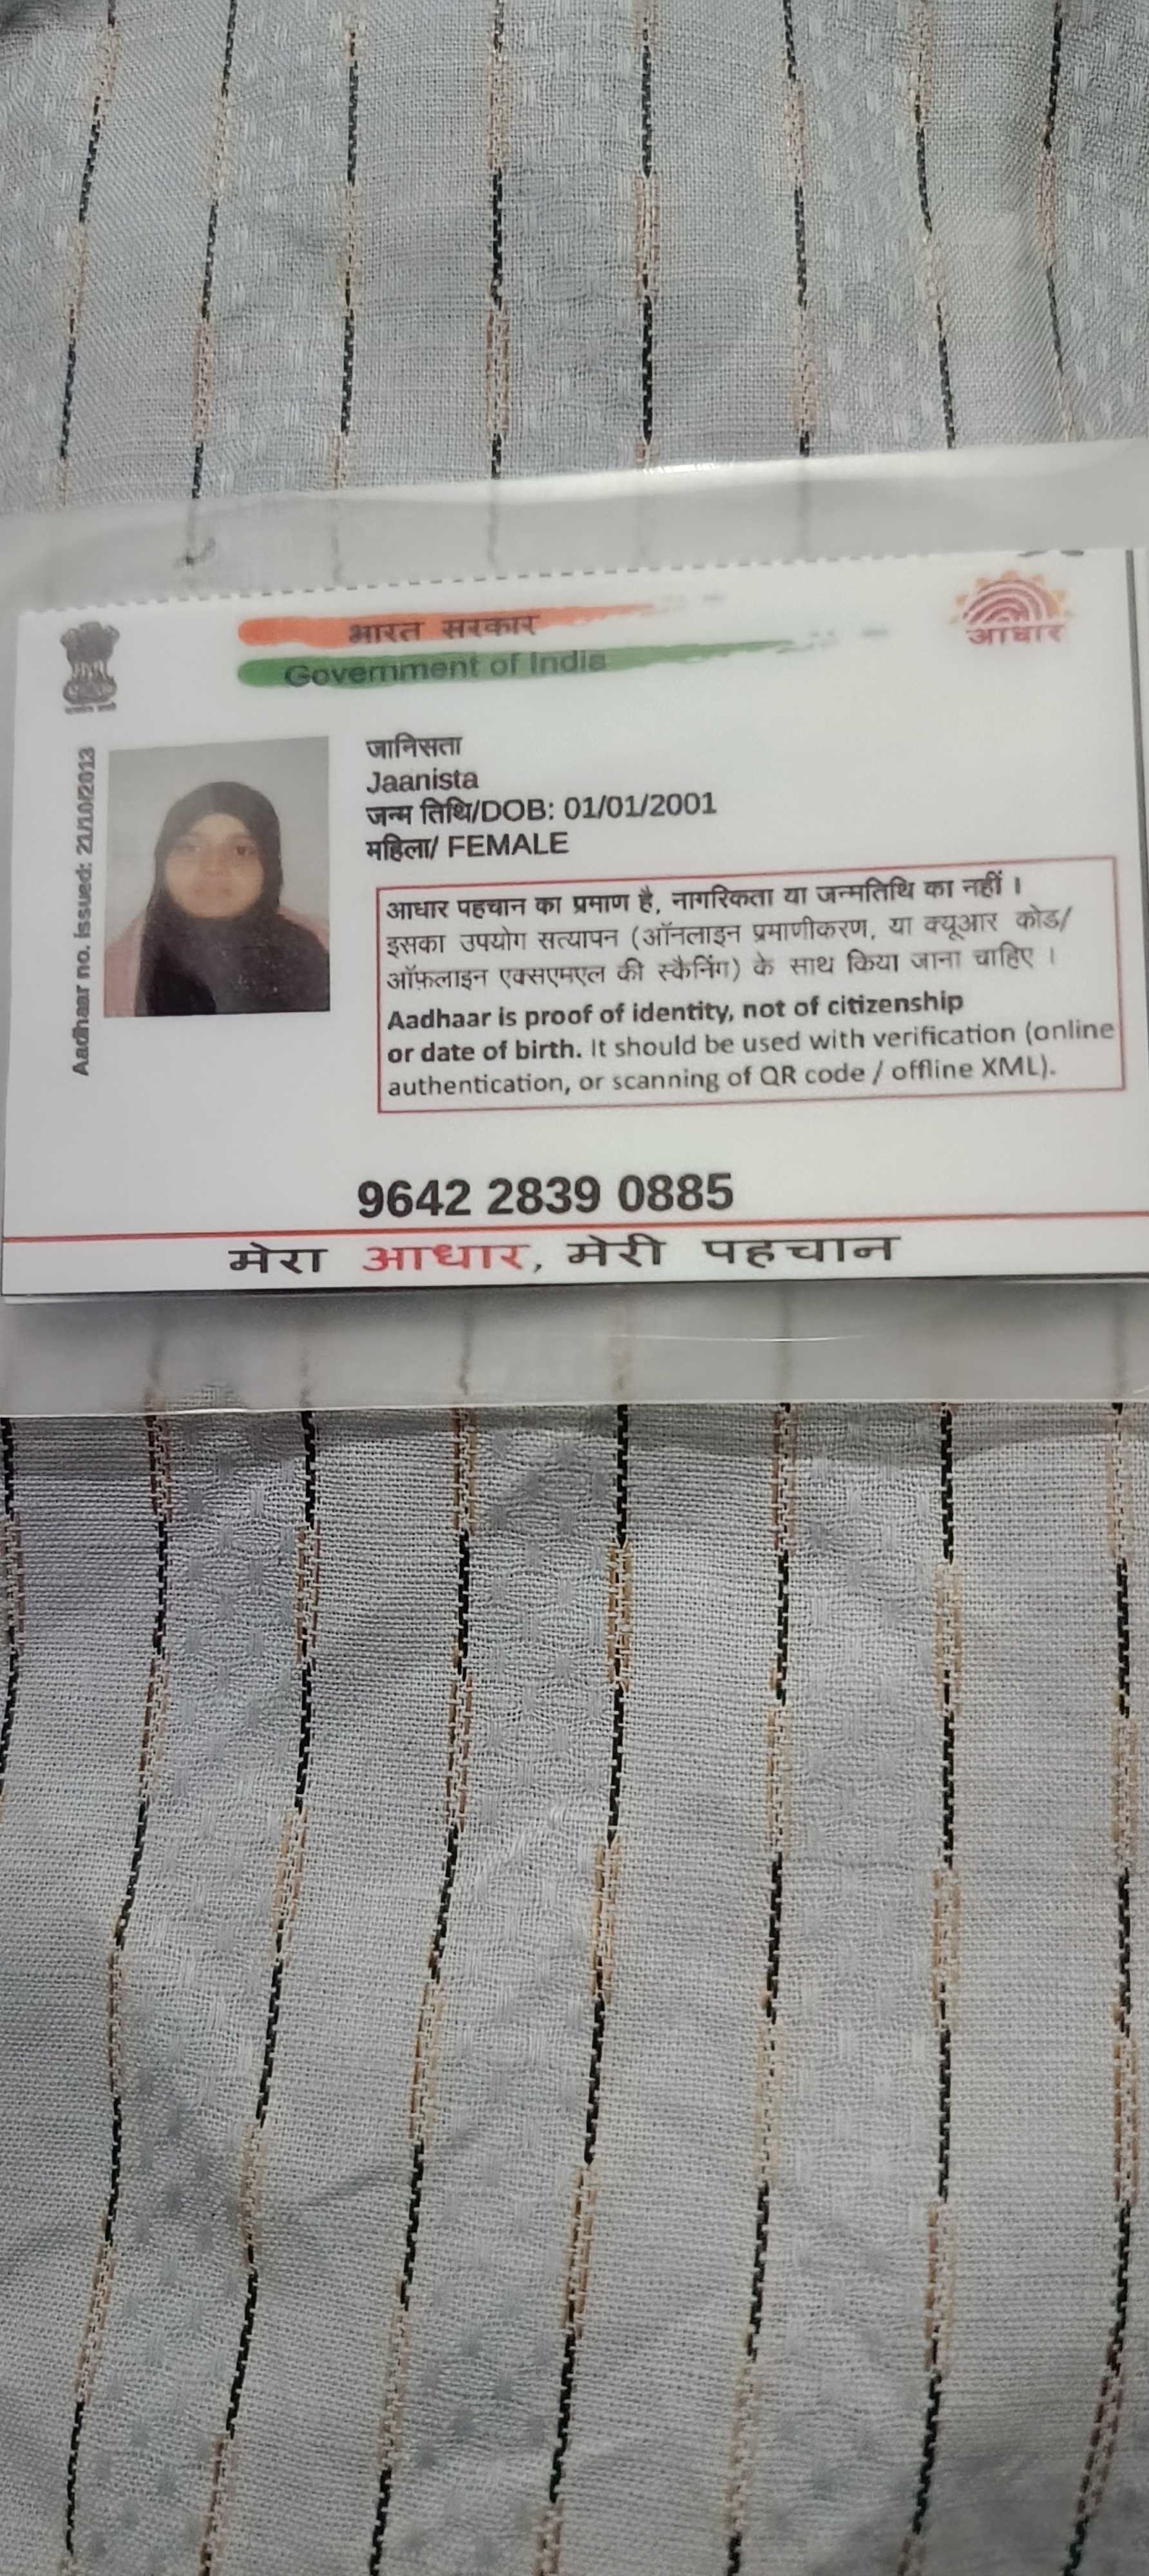 भारत सरकार
Government of India
आधार
Aadhaar no. issued: 21/10/2013
जानिसता
Jaanista
जन्म तिथि/DOB: 01/01/2001
महिला/ FEMALE
आधार पहचान का प्रमाण है, नागरिकता या जन्मतिथि का नहीं ।
इसका उपयोग सत्यापन (ऑनलाइन प्रमाणीकरण, या क्यूआर कोड/
ऑफ़लाइन एक्सएमएल की स्कैनिंग) के साथ किया जाना चाहिए ।
Aadhaar is proof of identity, not of citizenship
or date of birth. It should be used with verification (online
authentication, or scanning of QR code / offline XML).
9642 2839 0885
मेरा आधार, मेरी पहचान